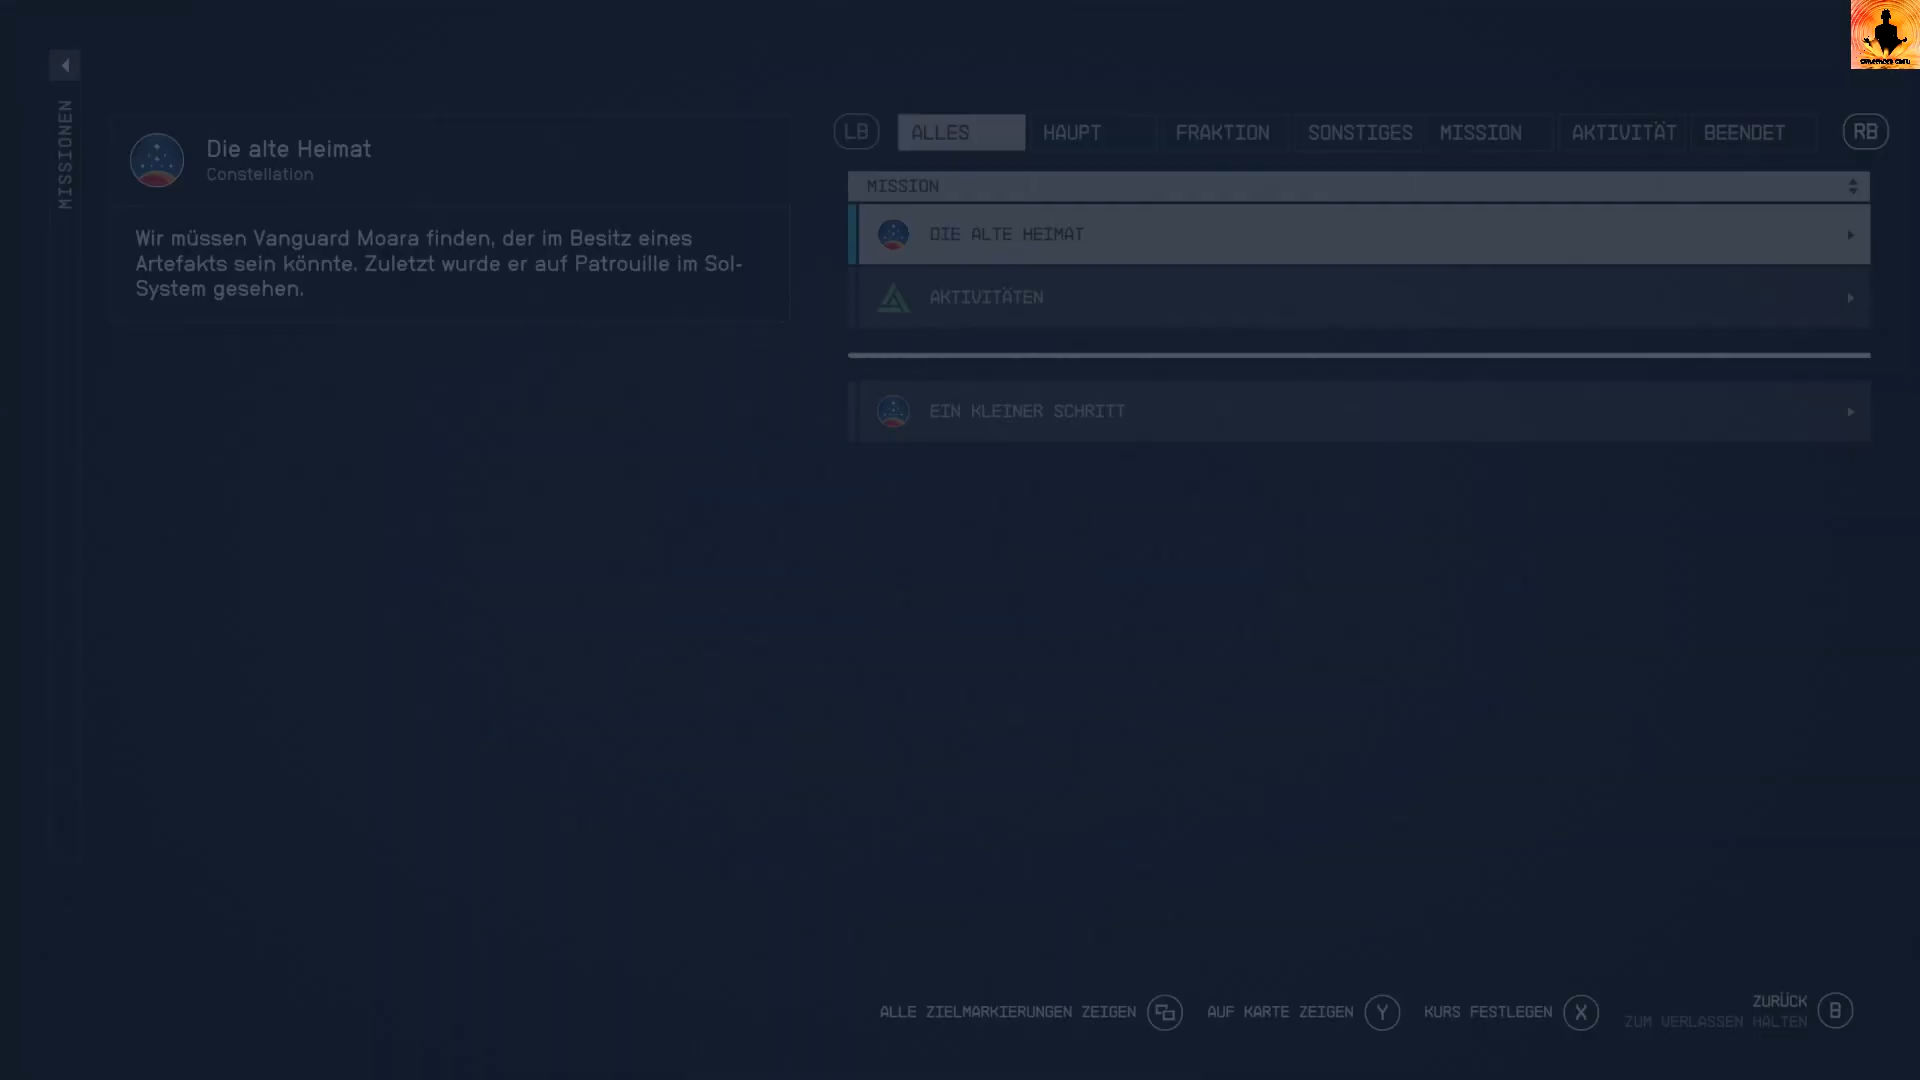 MISSIONEN
Die alte Heimat
Constellation
Wir müssen Vanguard Moara finden, der im Besitz eines
Artefakts sein könnte. Zuletzt wurde er auf Patrouille im Sol-
System gesehen.
LB ALLES HAUPT FRAKTION SONSTIGES MISSION AKTIVITÄT BEENDET RB
MISSION
DIE ALTE HEIMAT
AKTIVITÄTEN
EIN KLEINER SCHRITT
ALLE ZIELMARKIERUNGEN ZEIGEN AUF KARTE ZEIGEN Y KURS FESTLEGEN X ZURÜCK B
ZUM VERLASSEN HALTEN